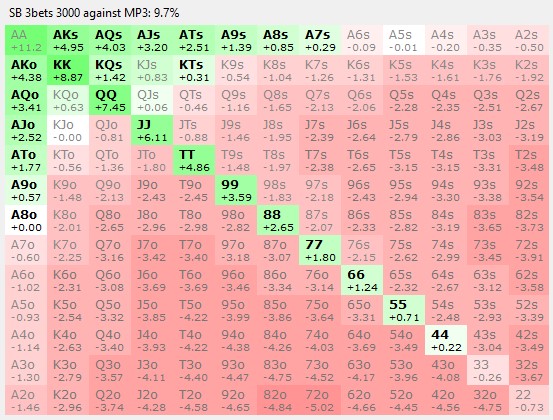 SB 3bets 3000 against MP3: 9.7%
AA AKs AQs AJs ATs A9s A8s A7s A6s A5s A4s A3s A2s
+11.2 +4.95 +4.03 +3.20 +2.51 +1.39 +0.85 +0.29 -0.09 -0.01 -0.20 -0.35 -0.50
AKo KK KQs KJs KTs K9s K8s K7s K6s K5s K4s K3s K2s
+4.38 +8.87 +1.42 +0.83 +0.31 -0.54 -1.04 -1.26 -1.31 -1.53 -1.61 -1.76 -1.92
AQo KQo QQ QJs QTs Q9s Q8s Q7s Q6s Q5s Q4s Q3s Q2s
+3.41 +0.63 +7.45 +0.06 -0.46 -1.16 -1.65 -2.13 -2.06 -2.28 -2.35 -2.51 -2.67
AJo KJo QJo JJ JTs J9s J8s J7s J6s J5s J4s J3s J2s
+2.52 -0.00 -0.81 +6.11 -0.88 -1.45 -1.95 -2.39 -2.64 -2.79 -2.86 -3.03 -3.19
ATo KTo QTo JTo TT T9s T8s T7s T6s T5s T4s T3s T2s
+1.77 -0.56 -1.36 -1.80 +4.86 -1.48 -1.97 -2.38 -2.65 -3.15 -3.15 -3.31 -3.48
A9o K9o Q9o J9o T9o 99 98s 97s 96s 95s 94s 93s 92s
+0.57 -1.48 -2.13 -2.43 -2.45 +3.59 -1.83 -2.18 -2.43 -2.94 -3.30 -3.38 -3.54
A8o K8o Q8o J8o T8o 98o 88 87s 86s 85s 84s 83s 82s
+0.00 -2.01 -2.65 -2.96 -2.98 -2.82 +2.65 -2.07 -2.33 -2.82 -3.19 -3.65 -3.73
A7o K7o Q7o J7o T7o 97o 87o 77 76s 75s 74s 73s 72s
-0.60 -2.25 -3.16 -3.42 -3.40 -3.18 -3.07 +1.80 -2.15 -2.62 -2.99 -3.45 -3.91
A6o K6o Q6o J6o T6o 96o 86o 76o 66 65s 64s 63s 62s
-1.02 -2.31 -3.08 -3.69 -3.69 -3.46 -3.34 -3.14 +1.24 -2.32 -2.67 -3.12 -3.58
A5o K5o Q5o J5o T5o 95o 85o 75o 65o 55 54s 53s 52s
-0.93 -2.54 -3.32 -3.85 -4.22 -3.99 -3.86 -3.64 -3.31 +0.71 -2.48 -2.93 -3.39
A4o K4o Q4o J4o T4o 94o 84o 74o 64o 54o 44 43s 42s
-1.14 -2.63 -3.40 -3.93 -4.22 -4.38 -4.26 -4.03 -3.69 -3.49 +0.22 -3.04 -3.49
A3o K3o Q3o J3o T3o 93o 83o 73o 63o 53o 43o 33 32s
-1.30 -2.79 -3.57 -4.11 -4.40 -4.47 -4.75 -4.52 -4.17 -3.96 -4.08 -0.26 -3.67
A2o K2o Q2o J2o T2o 92o 82o 72o 62o 52o 42o 32o 22
-1.46 -2.96 -3.74 -4.28 -4.58 -4.65 -4.84 -5.02 -4.66 -4.45 -4.56 -4.75 -0.73